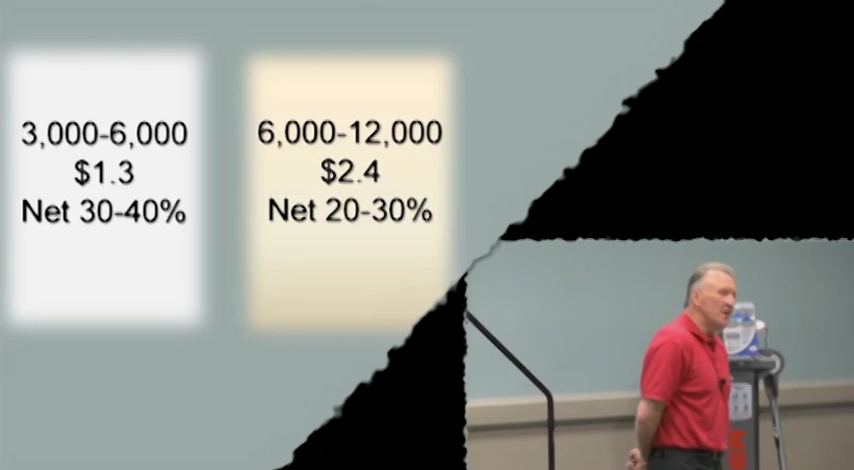 3,000-6,000
$1.3
Net 30-40%
6,000-12,000
$2.4
Net 20-30%